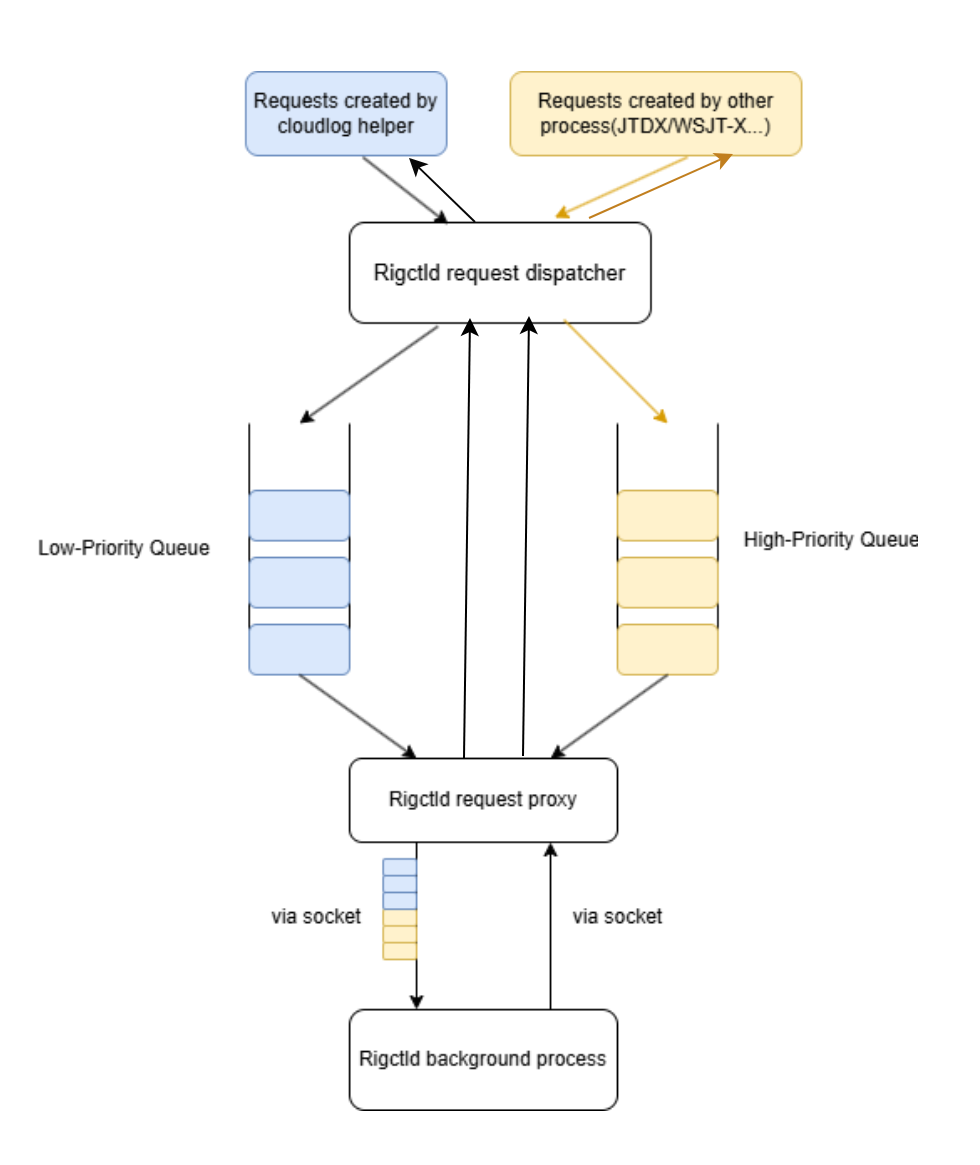 Requests created by
cloudlog helper
Requests created by other
process(JTDX/WSJT-X...)
Rigctld request dispatcher
Low-Priority Queue
High-Priority Queue
Rigctld request proxy
via socket
via socket
Rigctld background process